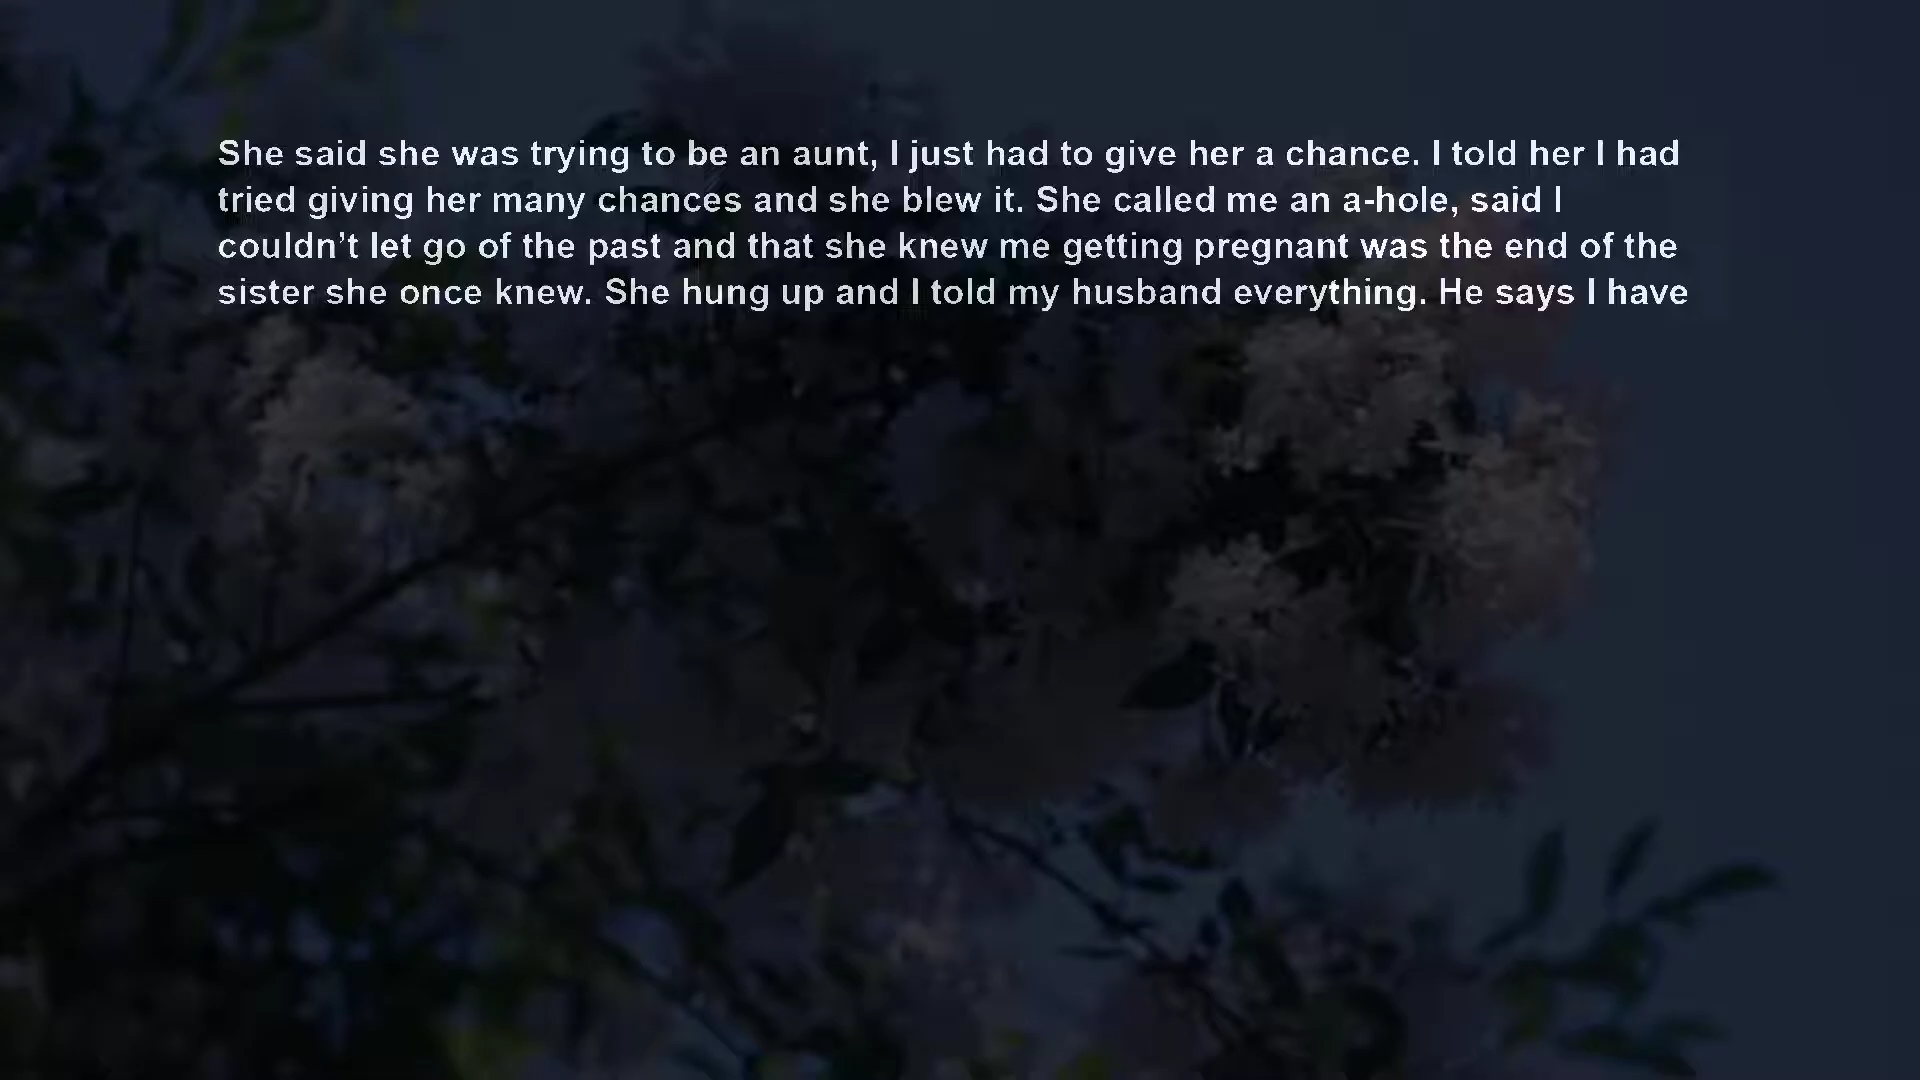 She said she was trying to be an aunt, I just had to give her a chance. I told her I had
tried giving her many chances and she blew it. She called me an a-hole, said I
couldn’t let go of the past and that she knew me getting pregnant was the end of the
sister she once knew. She hung up and I told my husband everything. He says I have